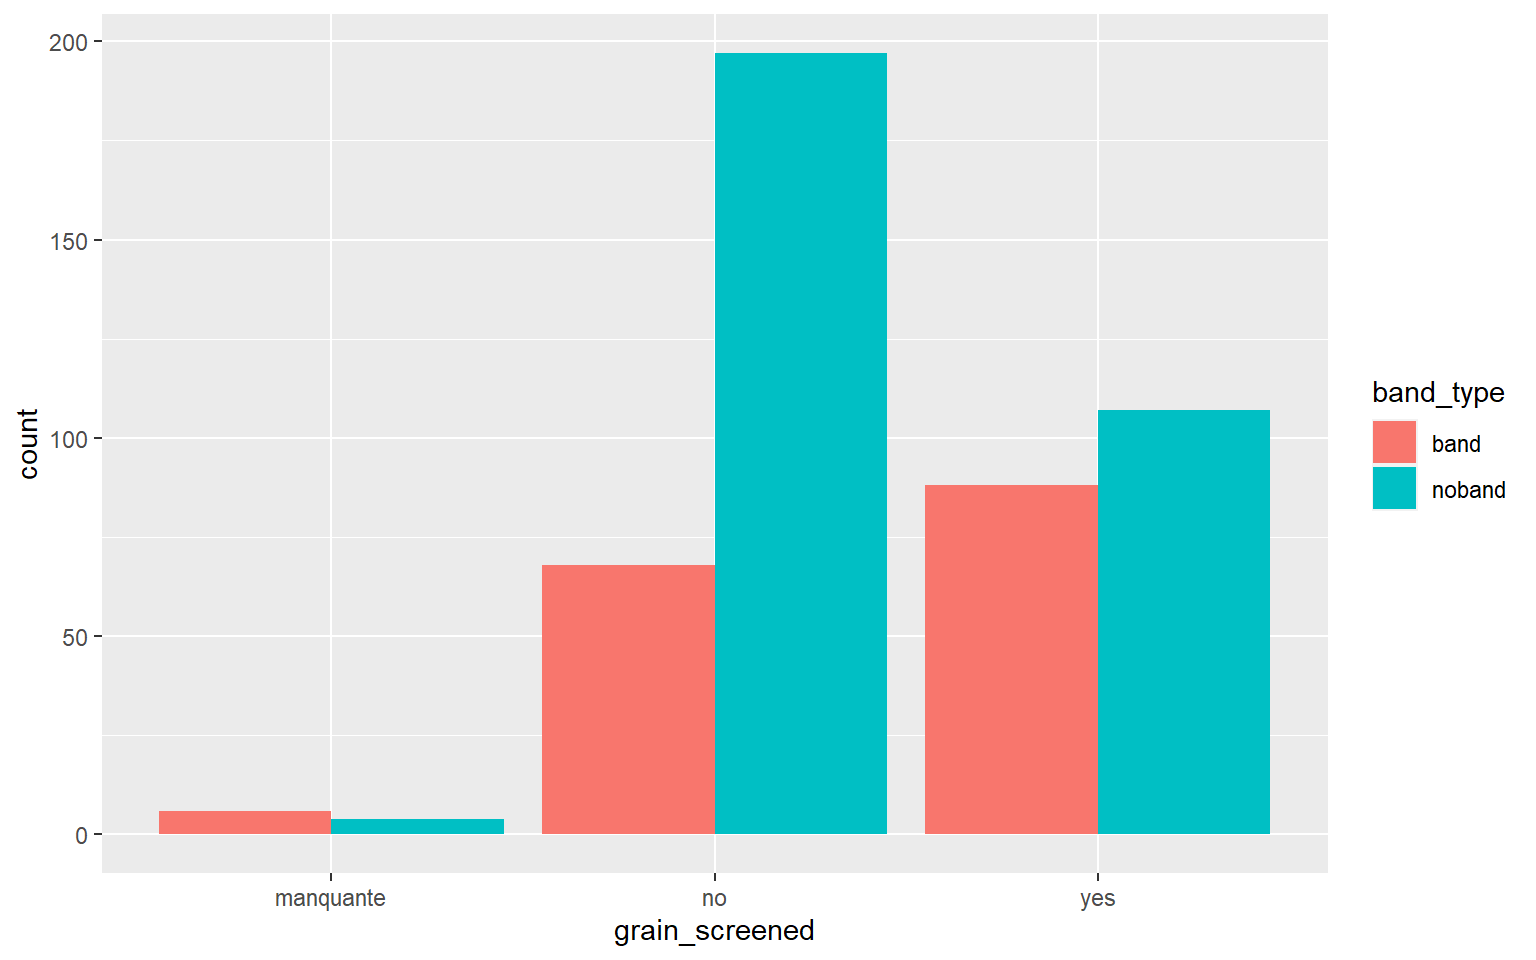 200
150
100
50
0
count
manquante
no
yes
grain_screened
band_type
band
noband